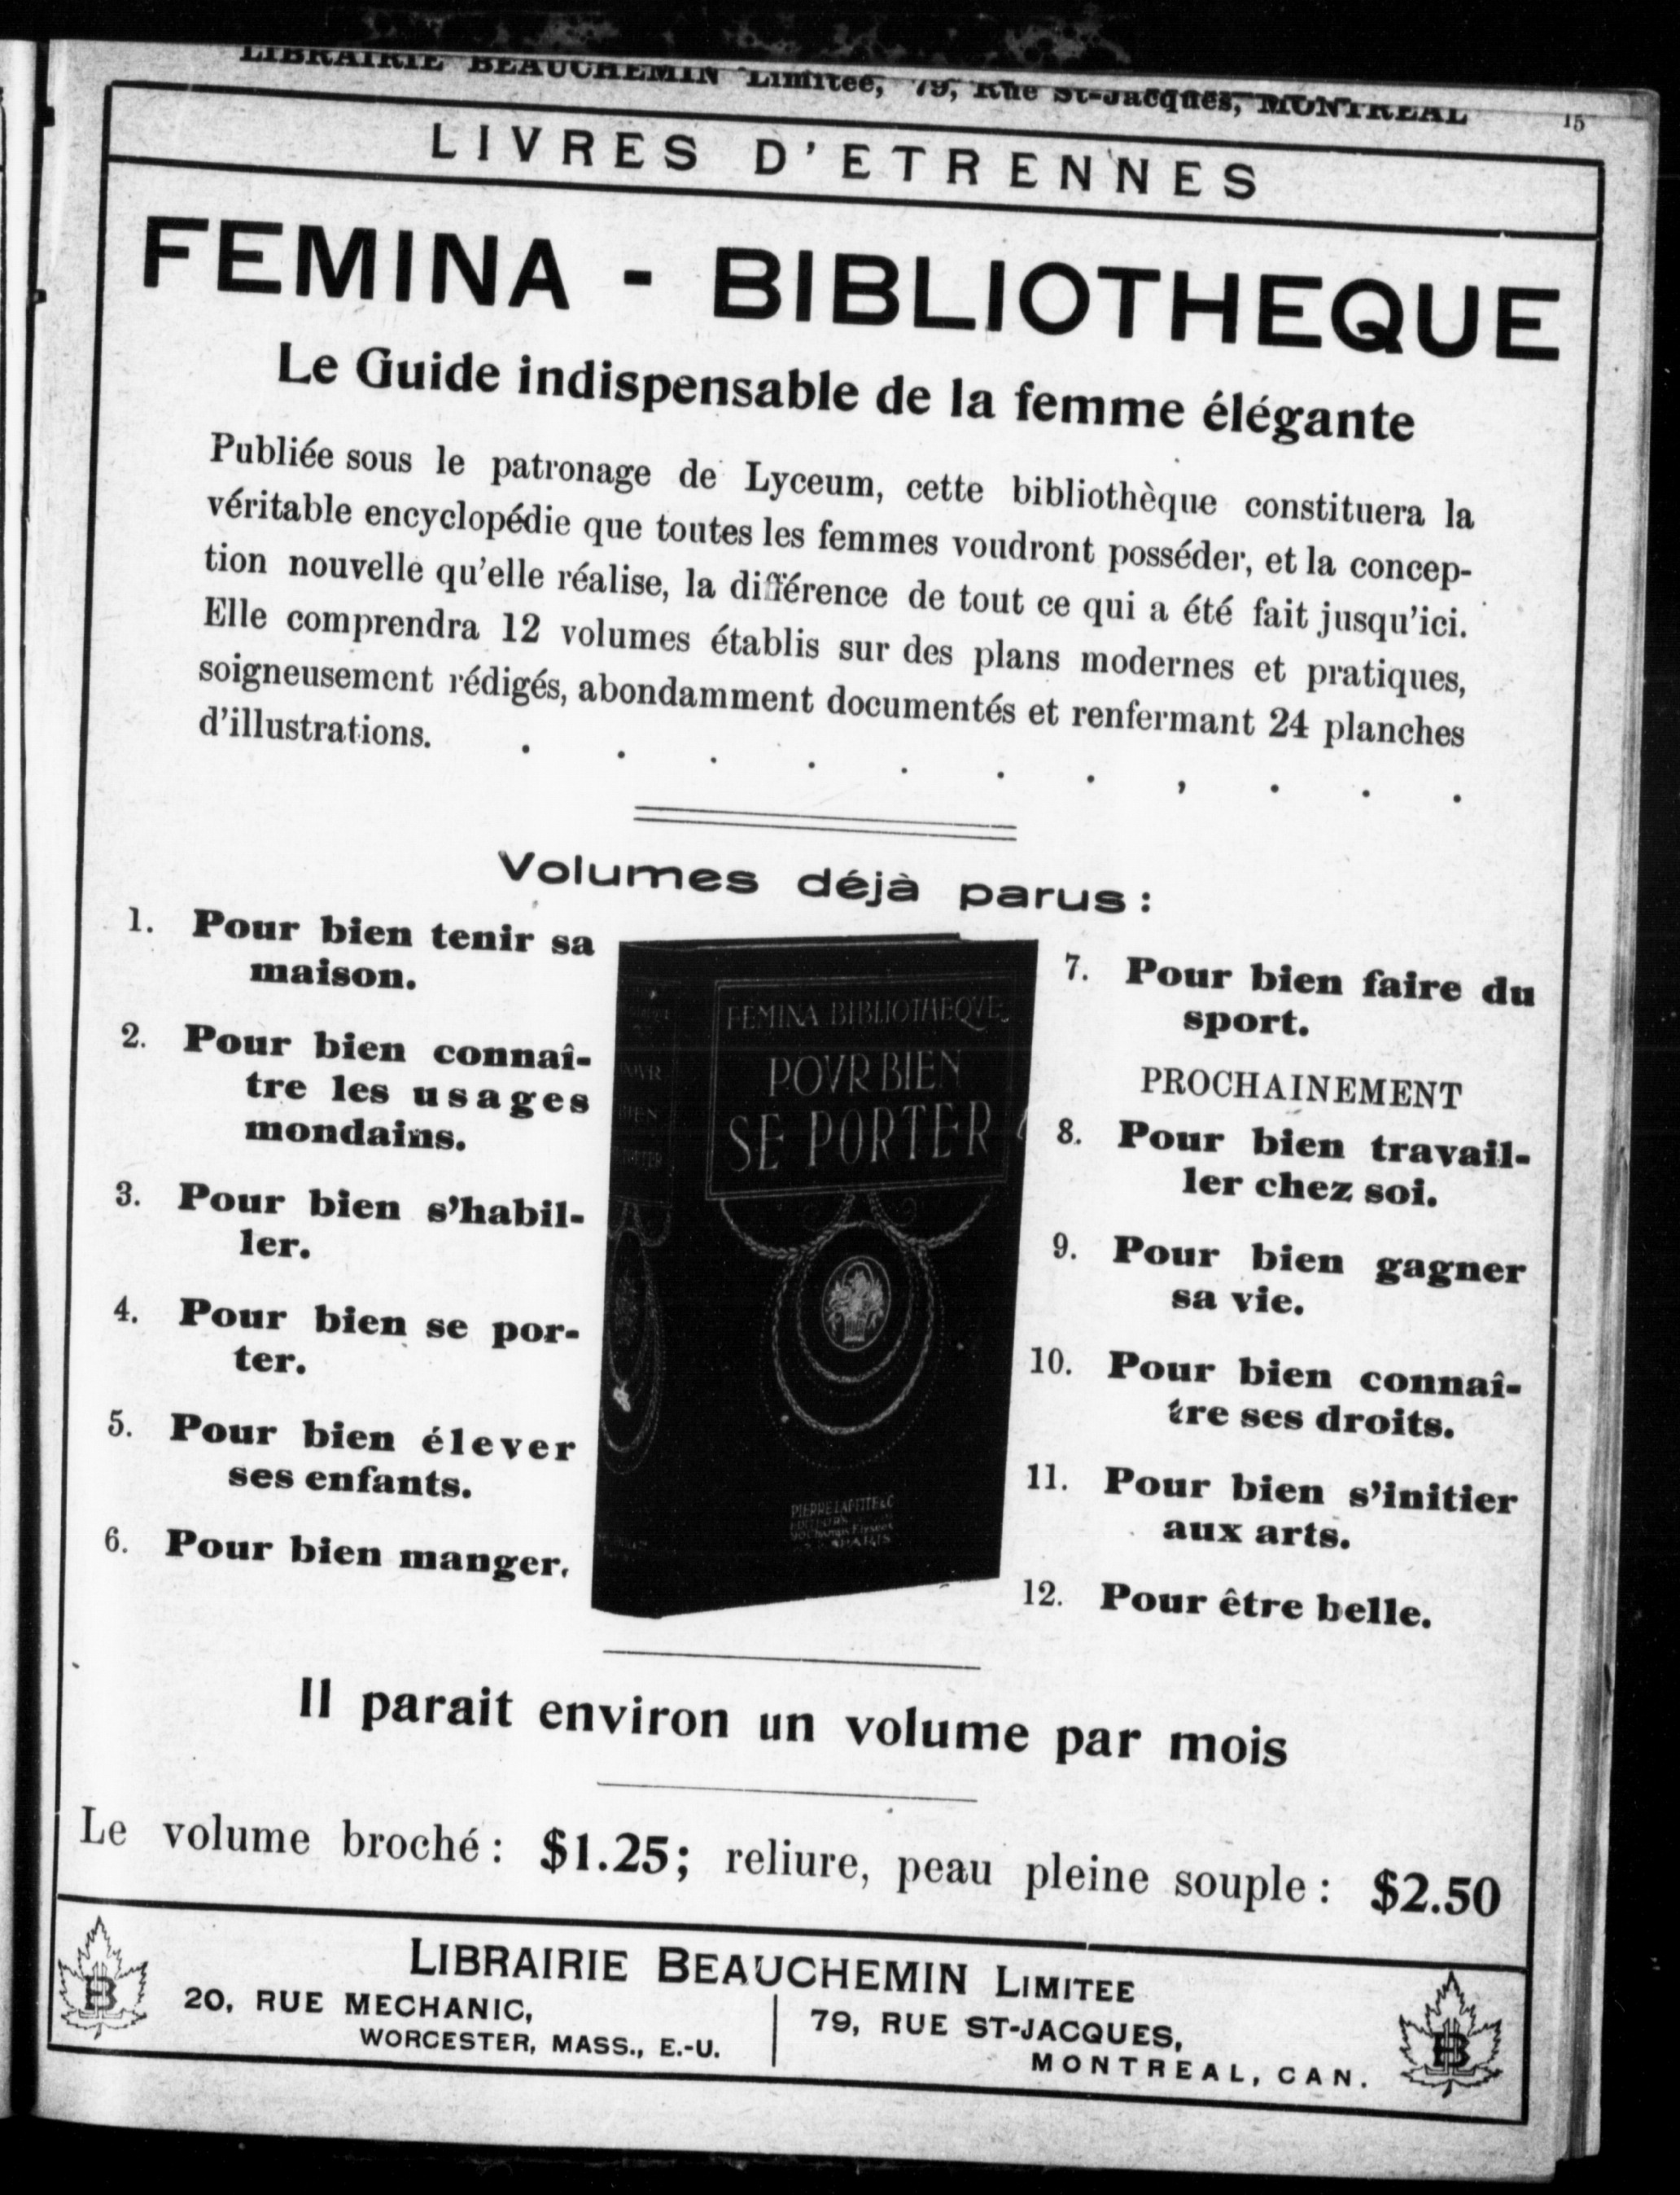 LIBRAIRIE BEAUCHEMIN Limitee, 79, Rue St-Jacques, MONTREAL 15
LIVRES D'ETRENNES
FEMINA - BIBLIOTHEQUE
Le Guide indispensable de la femme élégante
Publiée sous le patronage de Lyceum, cette bibliothèque constituera la
véritable encyclopédie que toutes les femmes voudront posséder, et la concep-
tion nouvelle qu'elle réalise, la différence de tout ce qui a été fait jusqu'ici.
Elle comprendra 12 volumes établis sur des plans modernes et pratiques,
soigneusement rédigés, abondamment documentés et renfermant 24 planches
d'illustrations.
Volumes déjà parus:
1. Pour bien tenir sa
maison.
2. Pour bien connaî-
tre les usages
mondains.
3. Pour bien s'habil-
ler.
4. Pour bien se por-
ter.
5. Pour bien élever
ses enfants.
6. Pour bien manger.
FEMINA BIBLIOTHEQVE
POVR BIEN
SE PORTER
PIERRE LAFITTE & C
EDITEURS
90 Champs Elysées
PARIS
POVR
BIEN
PORTER
7. Pour bien faire du
sport.
PROCHAINEMENT
8. Pour bien travail-
ler chez soi.
9. Pour bien gagner
sa vie.
10. Pour bien connaî-
tre ses droits.
11. Pour bien s'initier
aux arts.
12. Pour être belle.
Il parait environ un volume par mois
Le volume broché: $1.25; reliure, peau pleine souple: $2.50
LIBRAIRIE BEAUCHEMIN LIMITEE
20, RUE MECHANIC,
WORCESTER, MASS., E.-U.
79, RUE ST-JACQUES,
MONTREAL, CAN.
B
B